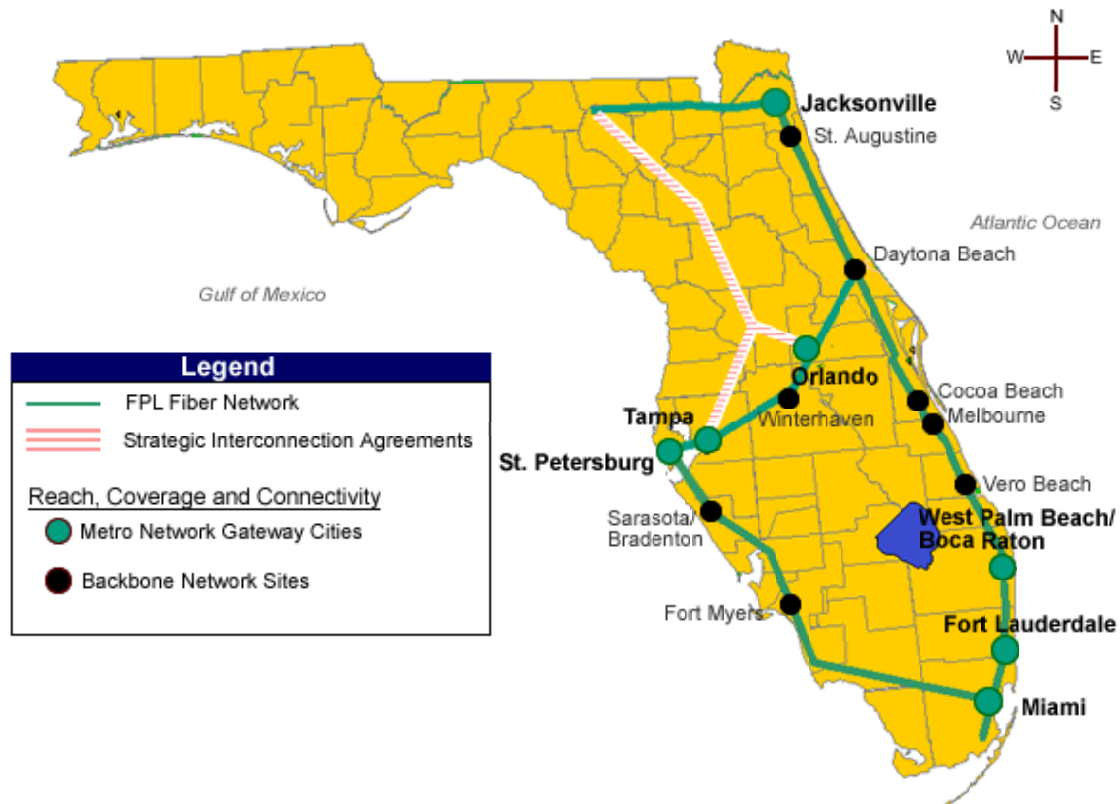 N
W
E
S
Jacksonville
St. Augustine
Atlantic Ocean
Daytona Beach
Gulf of Mexico
Legend
FPL Fiber Network
Strategic Interconnection Agreements
Reach, Coverage and Connectivity
Metro Network Gateway Cities
Backbone Network Sites
Orlando
Cocoa Beach
Winterhaven
Melbourne
Tampa
St. Petersburg
Vero Beach
Sarasota/
Bradenton
West Palm Beach/
Boca Raton
Fort Myers
Fort Lauderdale
Miami